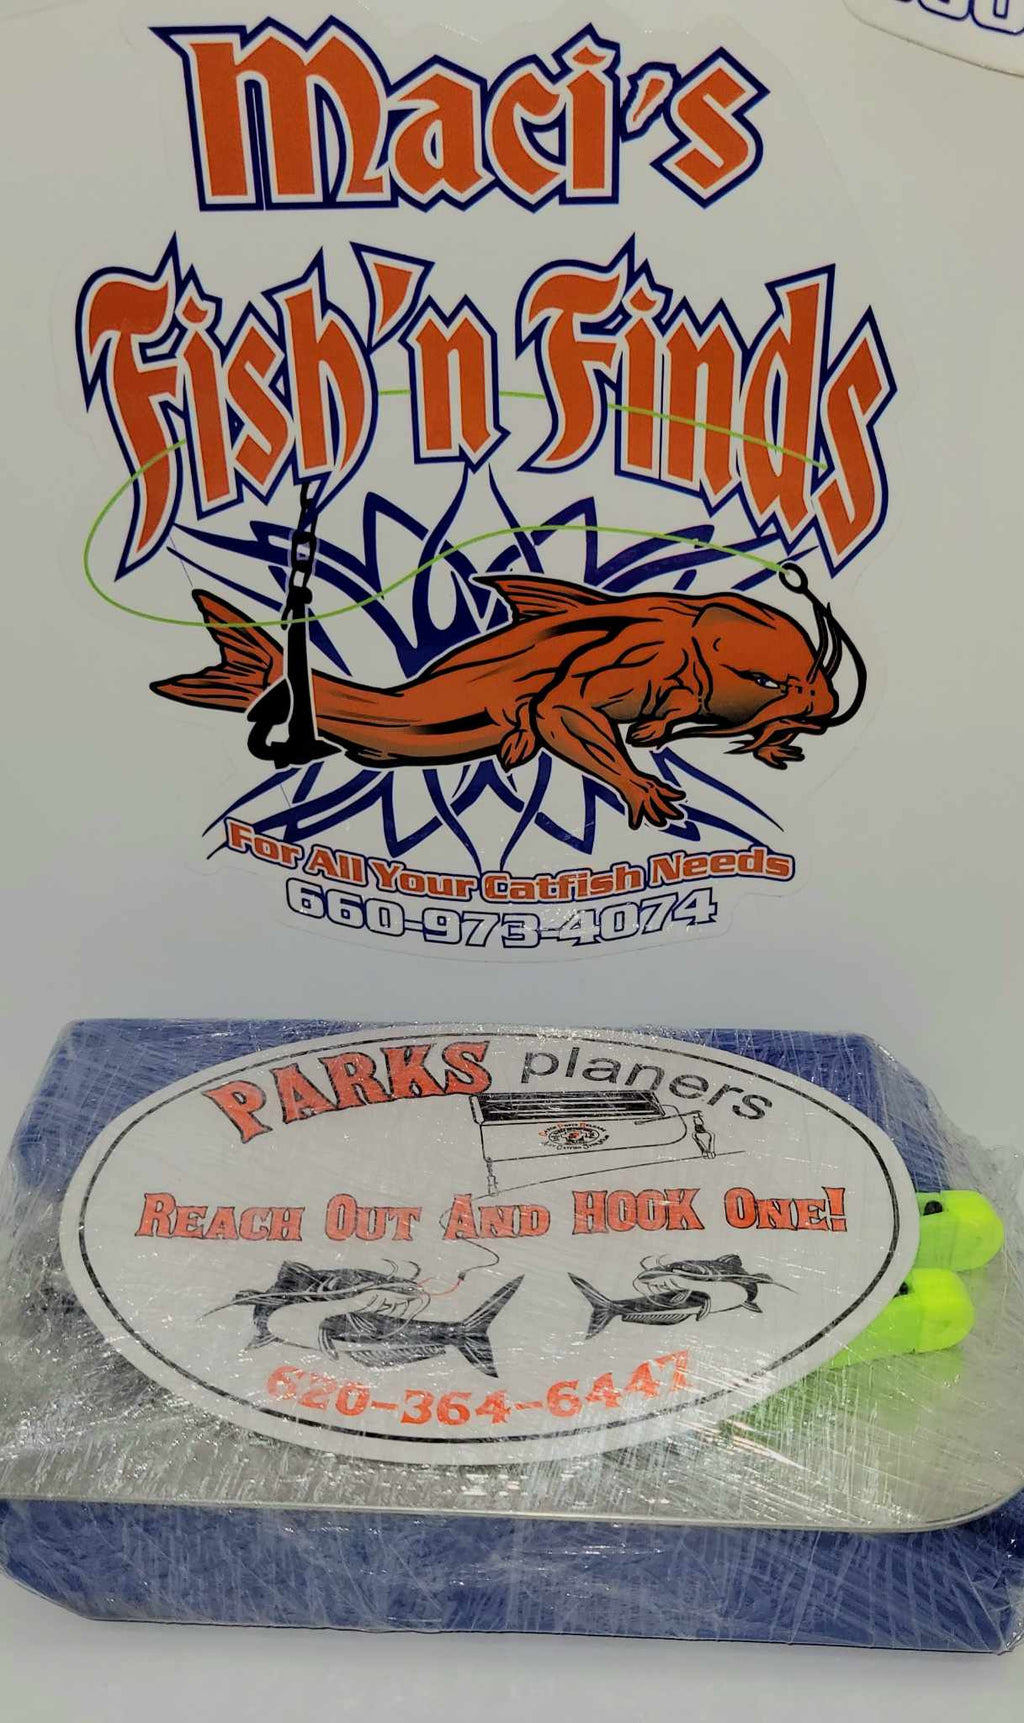 Maci's
Fish'n Finds
For All Your Catfish Needs
660-973-4074
PARKS planers
REACH OUT AND HOOK ONE!
620-364-6447